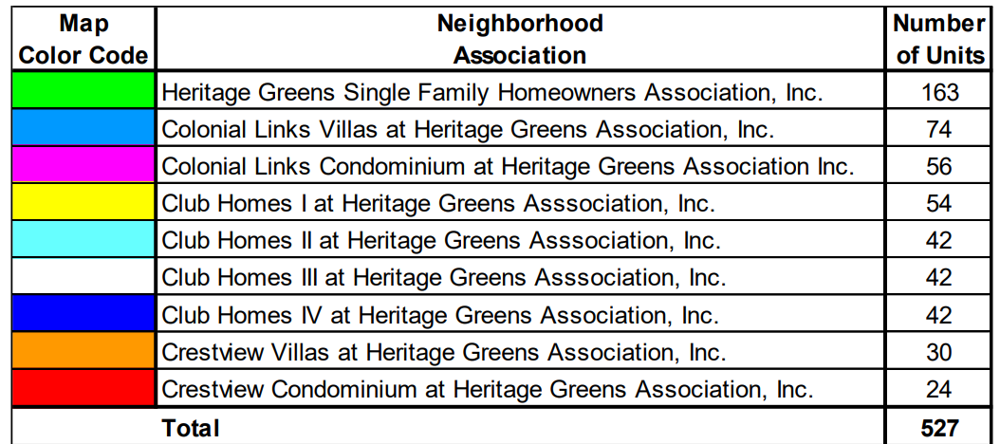 Map Color Code Neighborhood Association Number of Units
Heritage Greens Single Family Homeowners Association, Inc. 163
Colonial Links Villas at Heritage Greens Association, Inc. 74
Colonial Links Condominium at Heritage Greens Association Inc. 56
Club Homes I at Heritage Greens Asssociation, Inc. 54
Club Homes II at Heritage Greens Asssociation, Inc. 42
Club Homes III at Heritage Greens Asssociation, Inc. 42
Club Homes IV at Heritage Greens Association, Inc. 42
Crestview Villas at Heritage Greens Association, Inc. 30
Crestview Condominium at Heritage Greens Association, Inc. 24
Total 527